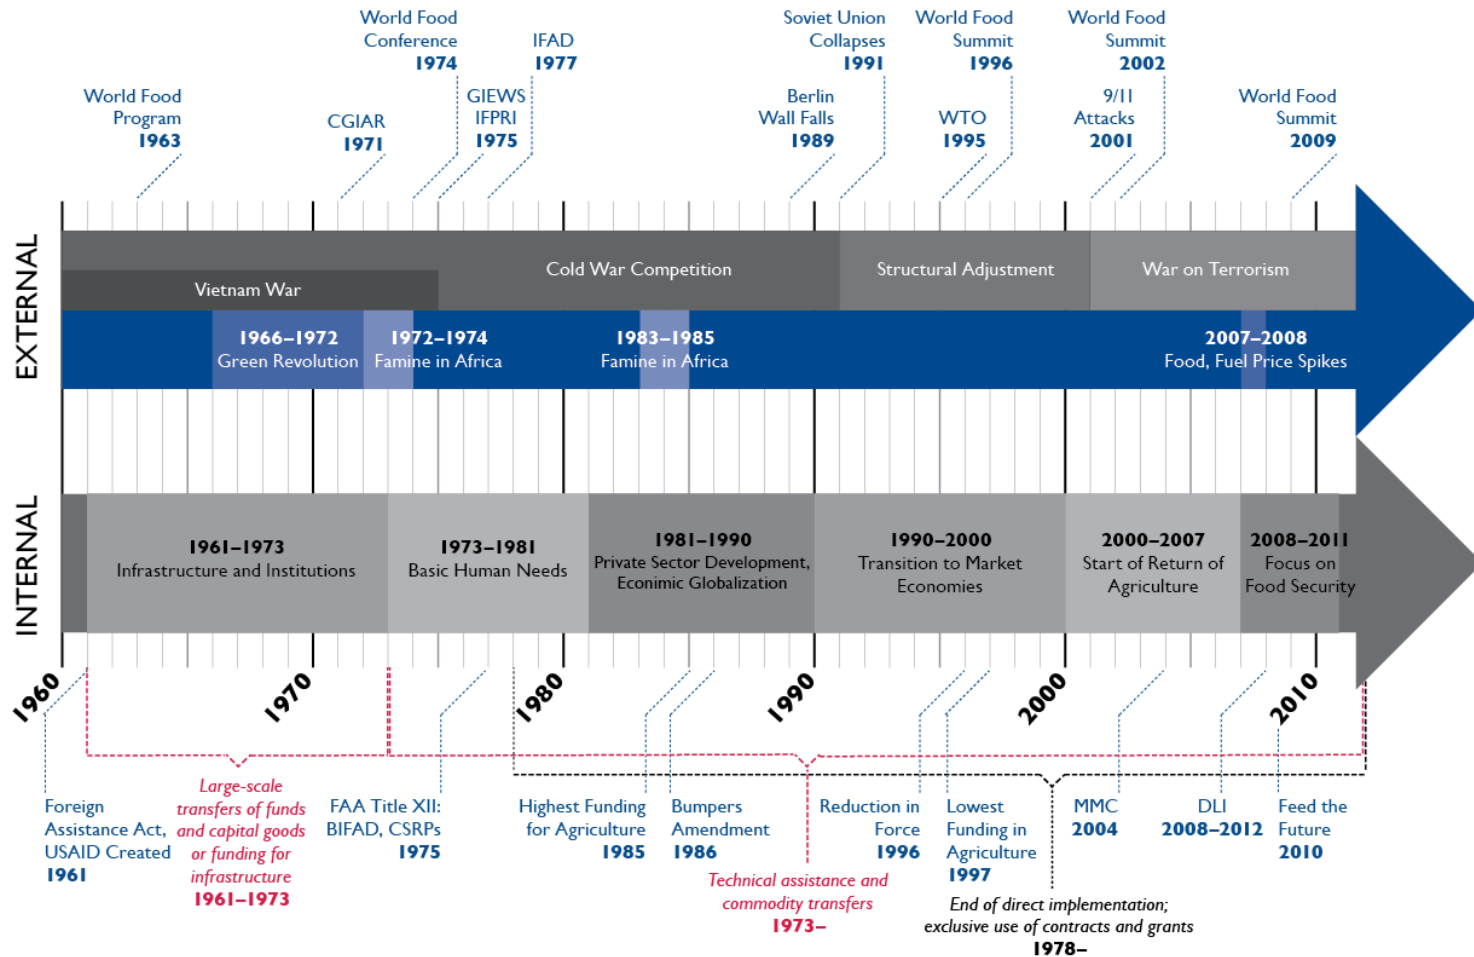 World Food
Program
1963
CGIAR
1971
World Food
Conference
1974
GIEWS
IFPRI
1975
IFAD
1977
Berlin
Wall Falls
1989
Soviet Union
Collapses
1991
WTO
1995
World Food
Summit
1996
9/11
Attacks
2001
World Food
Summit
2002
World Food
Summit
2009
EXTERNAL
Vietnam War
Cold War Competition
Structural Adjustment
War on Terrorism
1966–1972
Green Revolution
1972–1974
Famine in Africa
1983–1985
Famine in Africa
2007–2008
Food, Fuel Price Spikes
INTERNAL
1961–1973
Infrastructure and Institutions
1973–1981
Basic Human Needs
1981–1990
Private Sector Development,
Econimic Globalization
1990–2000
Transition to Market
Economies
2000–2007
Start of Return of
Agriculture
2008–2011
Focus on
Food Security
1960
1970
1980
1990
2000
2010
Foreign
Assistance Act,
USAID Created
1961
Large-scale
transfers of funds
and capital goods
or funding for
infrastructure
1961–1973
FAA Title XII:
BIFAD, CSRPs
1975
Highest Funding
for Agriculture
1985
Bumpers
Amendment
1986
Technical assistance and
commodity transfers
1973–
Reduction in
Force
1996
Lowest
Funding in
Agriculture
1997
End of direct implementation;
exclusive use of contracts and grants
1978–
MMC
2004
DLI
2008–2012
Feed the
Future
2010